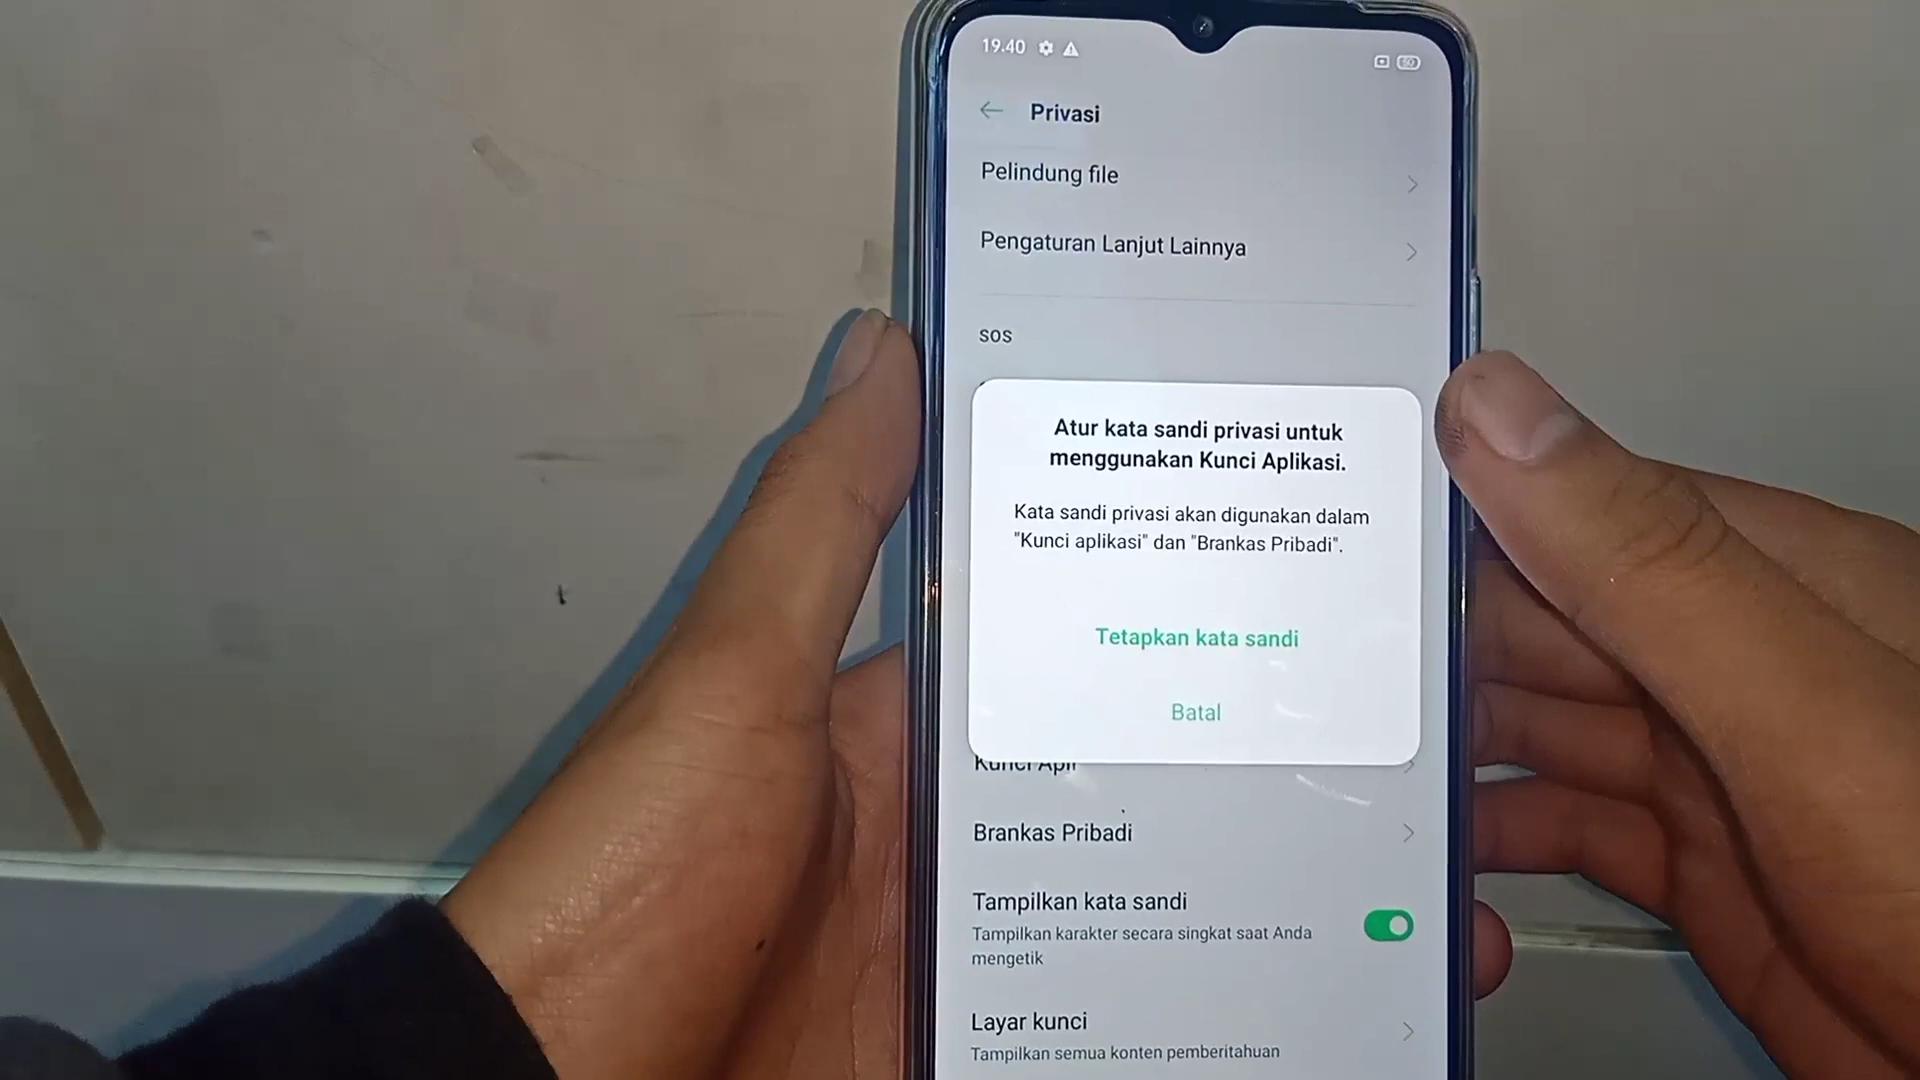 19.40
50
Privasi
Pelindung file
Pengaturan Lanjut Lainnya
SOS
Atur kata sandi privasi untuk
menggunakan Kunci Aplikasi.
Kata sandi privasi akan digunakan dalam
"Kunci aplikasi" dan "Brankas Pribadi".
Tetapkan kata sandi
Batal
Kunci Apli
Brankas Pribadi
Tampilkan kata sandi
Tampilkan karakter secara singkat saat Anda
mengetik
Layar kunci
Tampilkan semua konten pemberitahuan